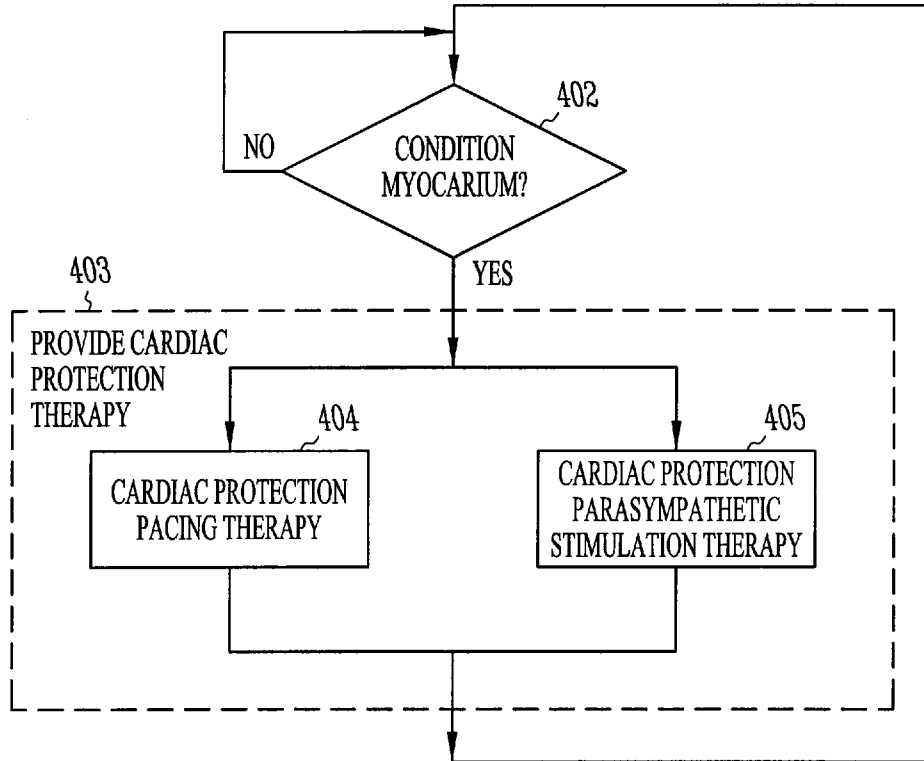 402
CONDITION
MYOCARIUM?
NO
YES
403
PROVIDE CARDIAC
PROTECTION
THERAPY
404
CARDIAC PROTECTION
PACING THERAPY
405
CARDIAC PROTECTION
PARASYMPATHETIC
STIMULATION THERAPY